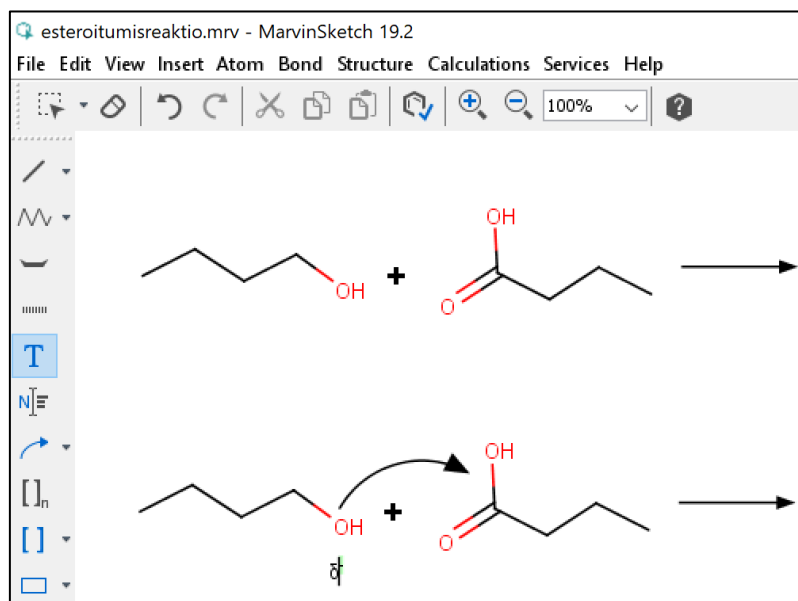 esteroitumisreaktio.mrv - MarvinSketch 19.2
File Edit View Insert Atom Bond Structure Calculations Services Help
100%
?
OH
+
O
OH
T
N
OH
+
O
OH
[ ]n
[ ]
δ